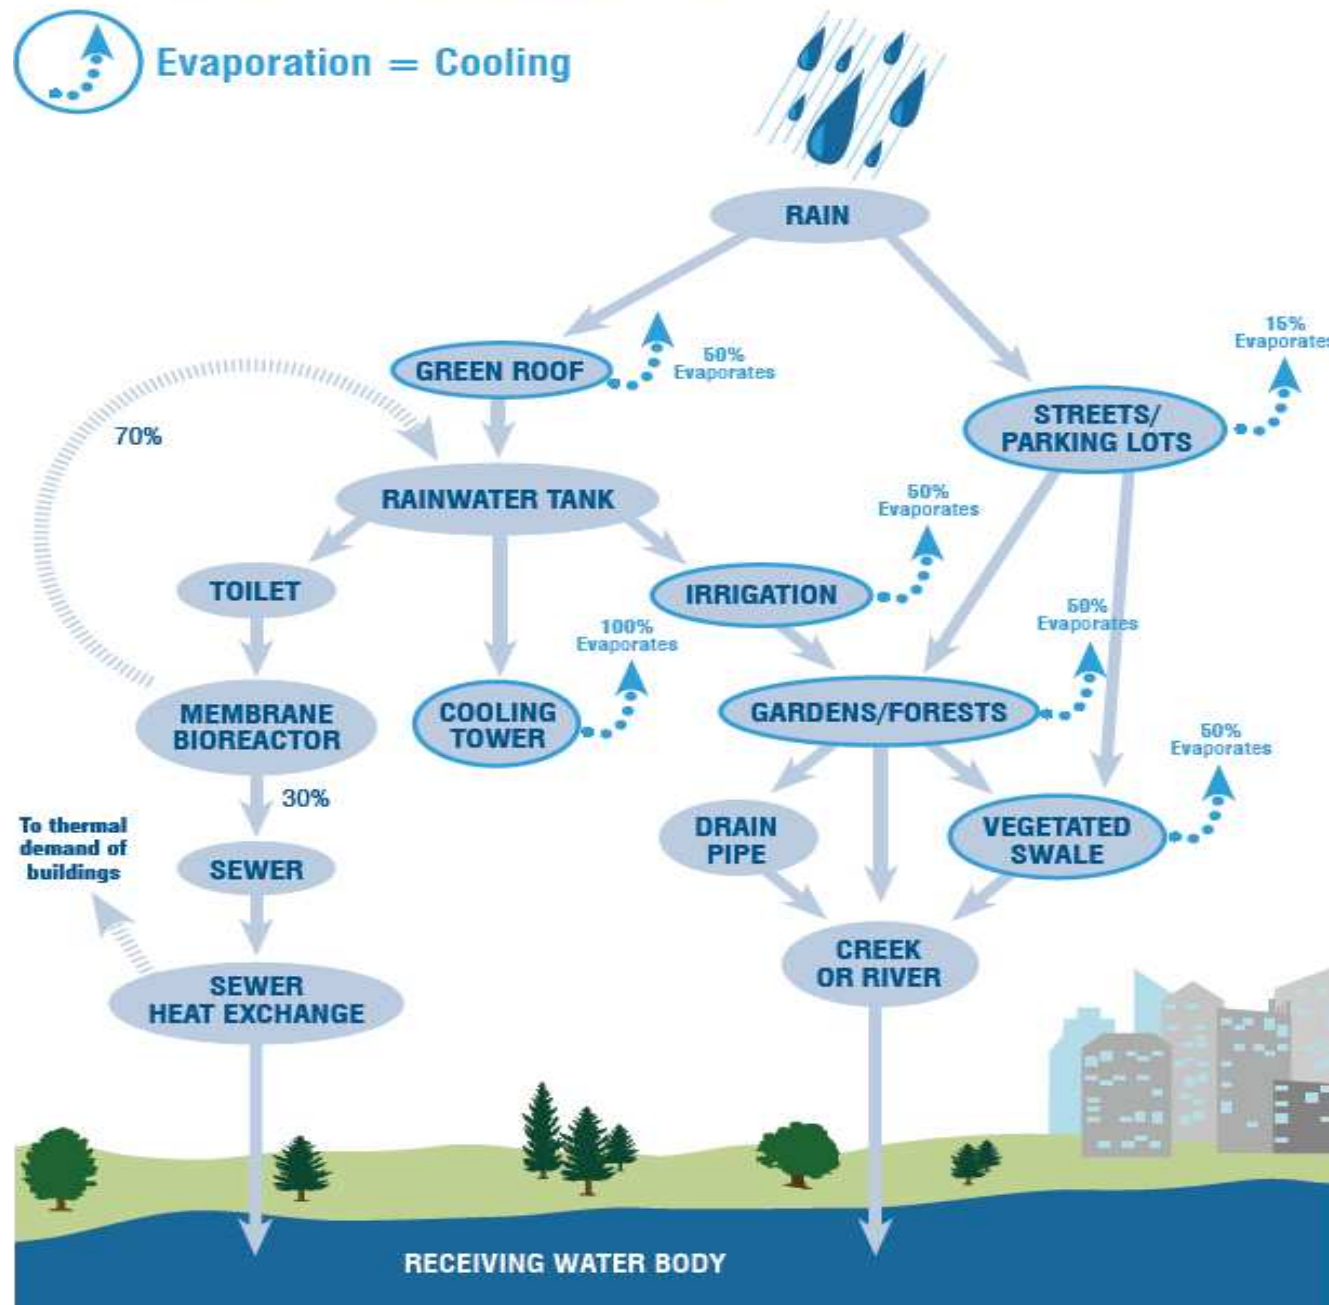 Evaporation = Cooling
RAIN
15%
Evaporates
50%
Evaporates
GREEN ROOF
STREETS/
PARKING LOTS
70%
RAINWATER TANK
50%
Evaporates
TOILET
IRRIGATION
50%
Evaporates
100%
Evaporates
MEMBRANE
BIOREACTOR
COOLING
TOWER
GARDENS/FORESTS
50%
Evaporates
30%
To thermal
demand of
buildings
DRAIN
PIPE
VEGETATED
SWALE
SEWER
CREEK
OR RIVER
SEWER
HEAT EXCHANGE
RECEIVING WATER BODY